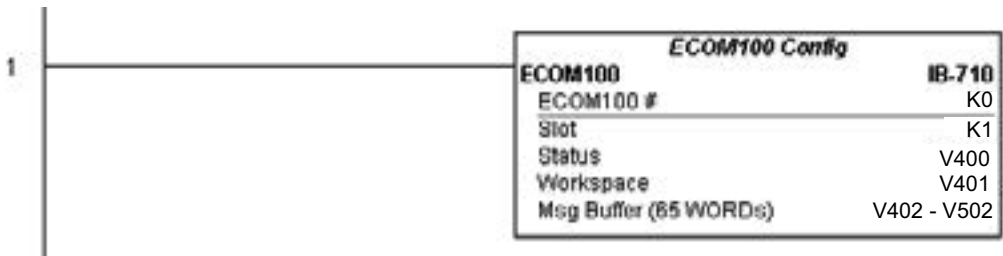 ECOM100 Config
1
ECOM100 IB-710
ECOM100 # K0
Slot K1
Status V400
Workspace V401
Msg Buffer (65 WORDs) V402 - V502